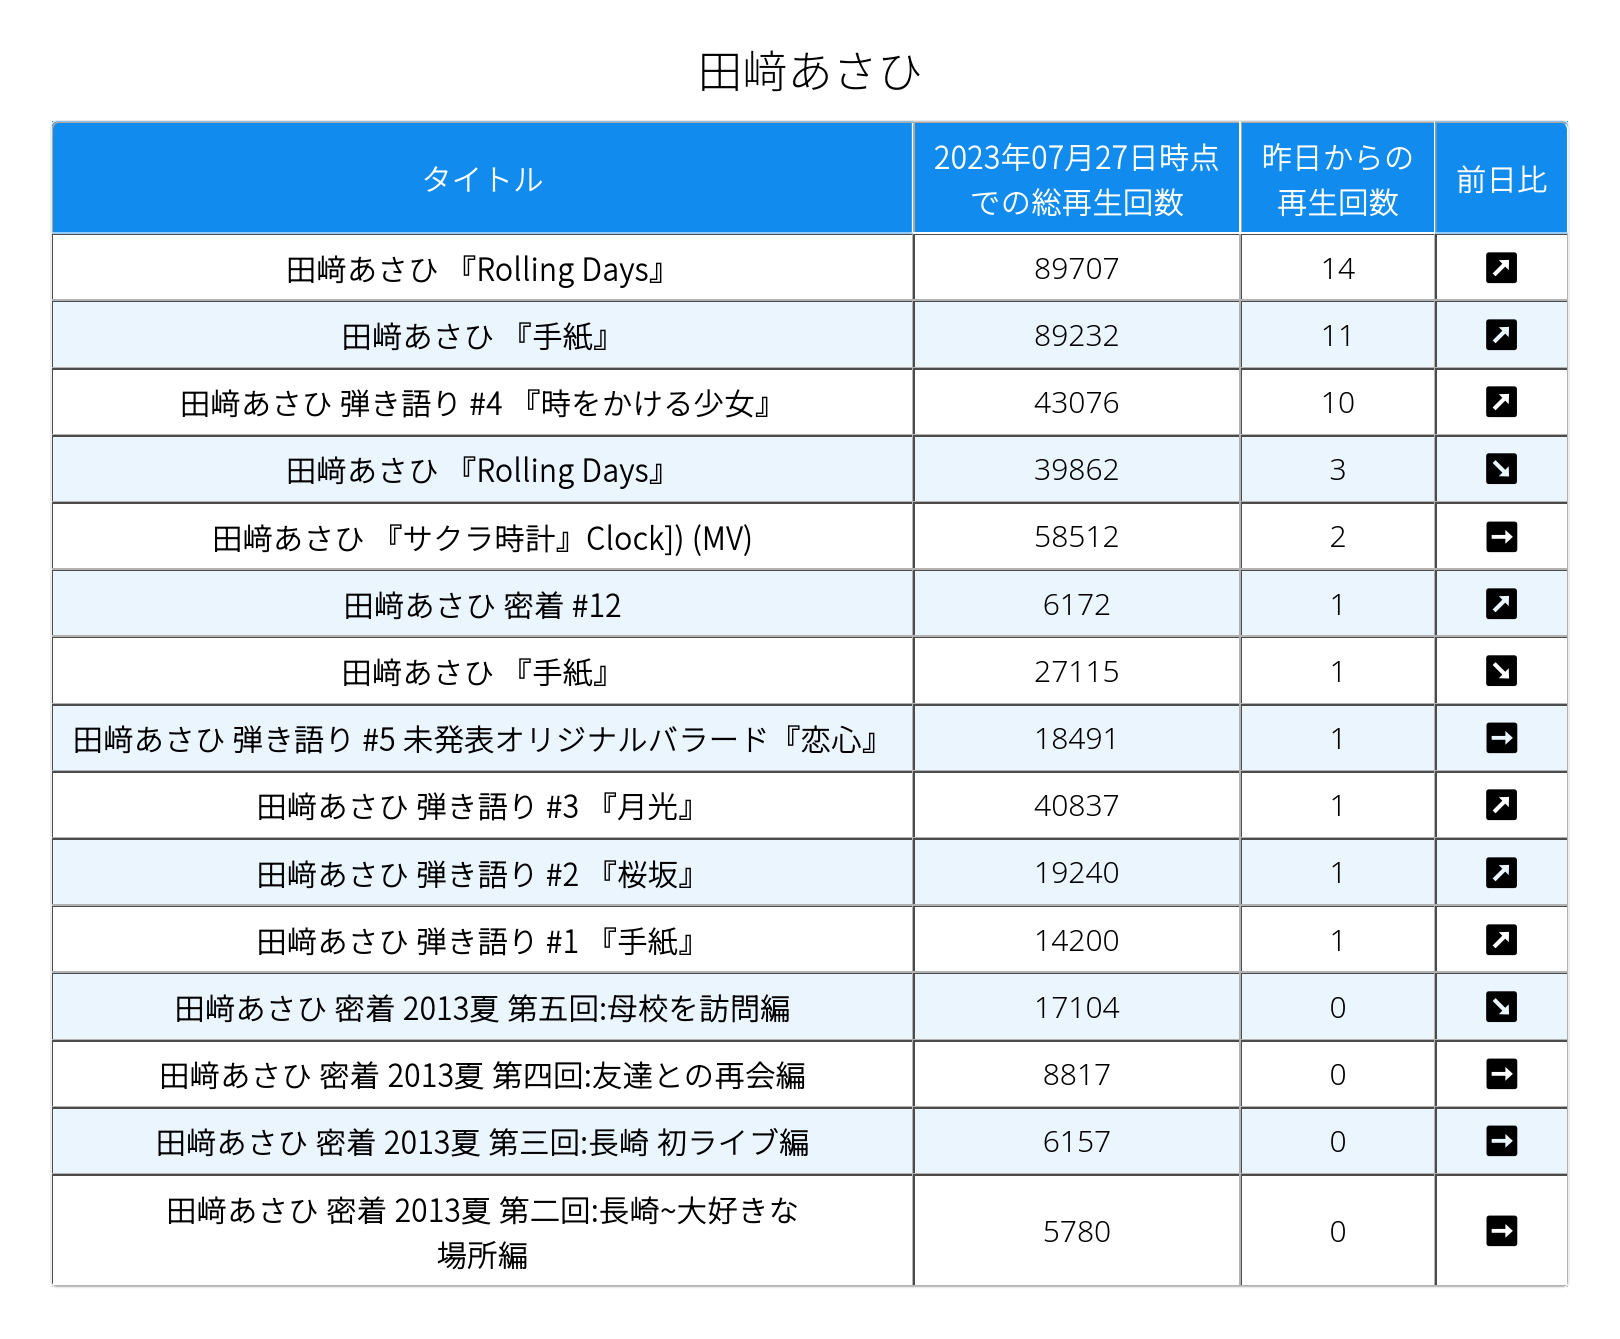 田﨑あさひ
タイトル 2023年07月27日時点 昨日からの 前日比
での総再生回数 再生回数
田﨑あさひ 『Rolling Days』 89707 14 ↗
田﨑あさひ 『手紙』 89232 11 ↗
田﨑あさひ 弾き語り #4 『時をかける少女』 43076 10 ↗
田﨑あさひ 『Rolling Days』 39862 3 ↘
田﨑あさひ 『サクラ時計』Clock]) (MV) 58512 2 →
田﨑あさひ 密着 #12 6172 1 ↗
田﨑あさひ 『手紙』 27115 1 ↘
田﨑あさひ 弾き語り #5 未発表オリジナルバラード『恋心』 18491 1 →
田﨑あさひ 弾き語り #3 『月光』 40837 1 ↗
田﨑あさひ 弾き語り #2 『桜坂』 19240 1 ↗
田﨑あさひ 弾き語り #1 『手紙』 14200 1 ↗
田﨑あさひ 密着 2013夏 第五回:母校を訪問編 17104 0 ↘
田﨑あさひ 密着 2013夏 第四回:友達との再会編 8817 0 →
田﨑あさひ 密着 2013夏 第三回:長崎 初ライブ編 6157 0 →
田﨑あさひ 密着 2013夏 第二回:長崎~大好きな
場所編 5780 0 →